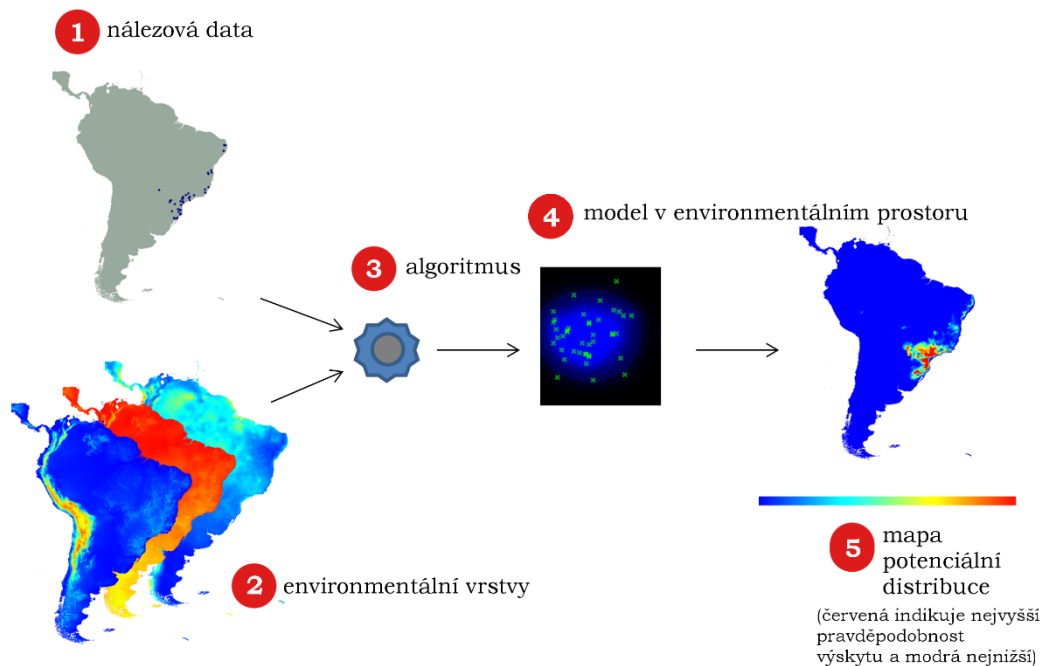 1 nálezová data
4 model v environmentálním prostoru
3 algoritmus
2 environmentální vrstvy
5 mapa
potenciální
distribuce
(červená indikuje nejvyšší
pravděpodobnost
výskytu a modrá nejnižší)